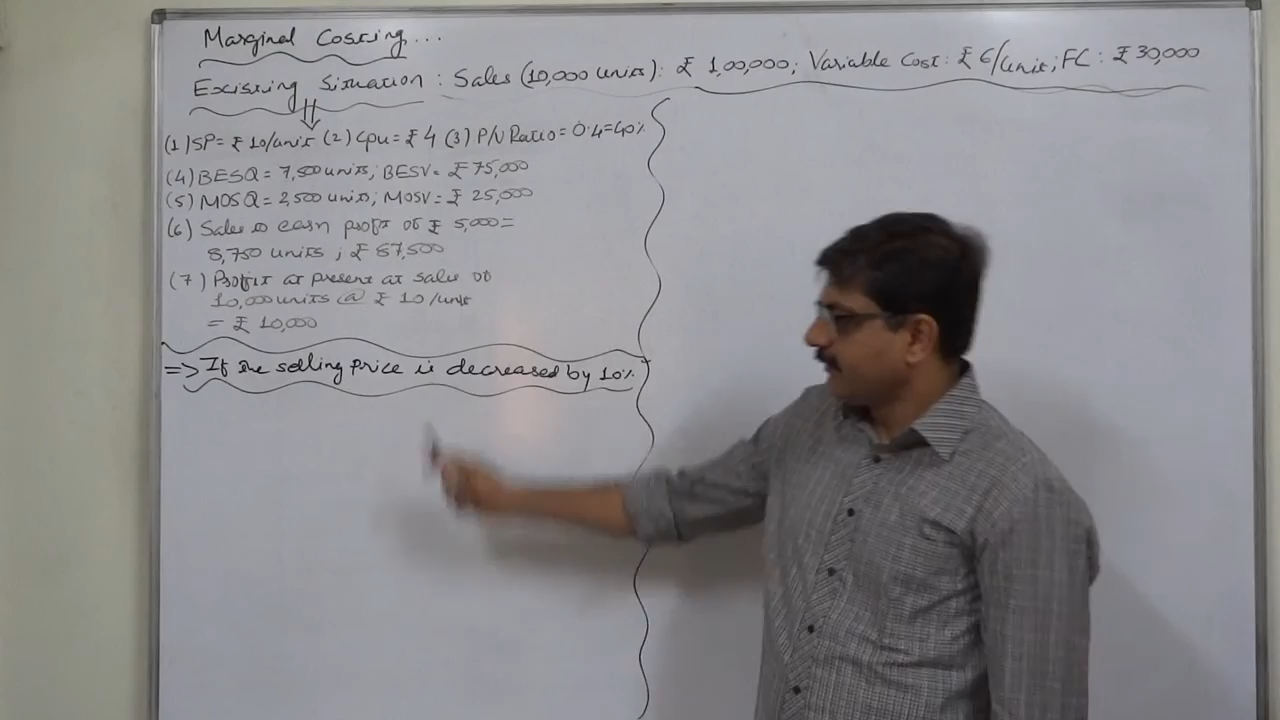 Marginal Costing...
Existing Situation : Sales (10,000 units): ₹ 1,00,000; Variable Cost: ₹ 6/unit; FC : ₹ 30,000
(1) SP= ₹ 10/unit (2) Cpu= ₹ 4 (3) P/V Ratio = 0.4=40%
(4) BESQ = 7,500 units; BESV= ₹ 75,000
(5) MOSQ = 2,500 units; MOSV= ₹ 25,000
(6) Sales to earn profit of ₹ 5,000=
8,750 units ; ₹ 87,500
(7) Profit at present at sales of
10,000 units @ ₹ 10/unit
= ₹ 10,000
=> If the selling price is decreased by 10%